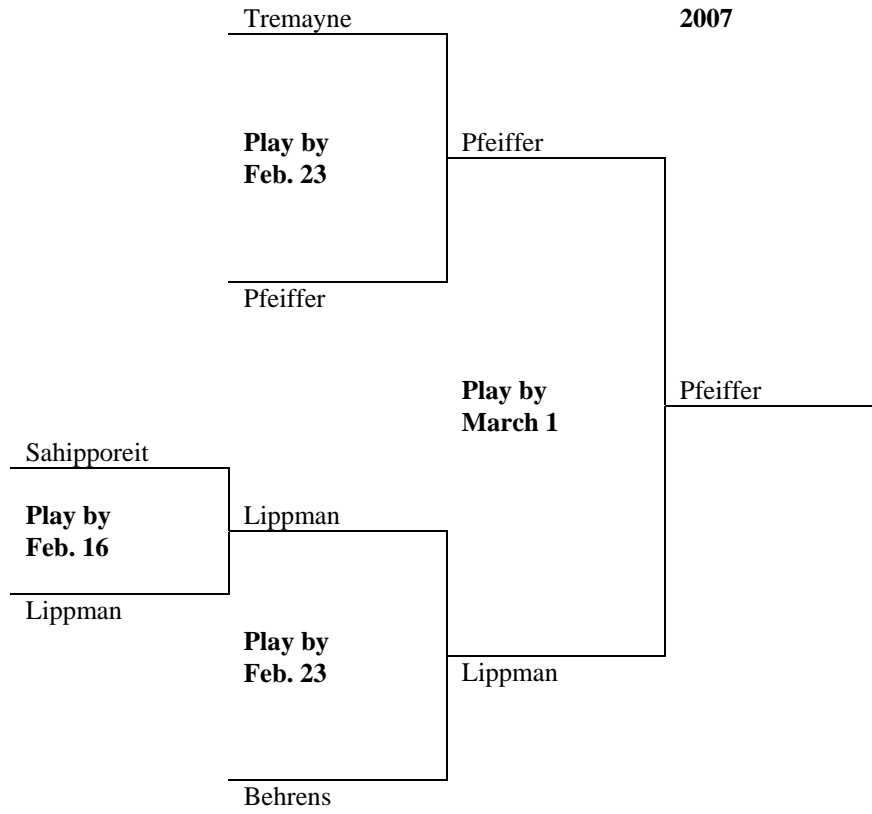 Tremayne
2007
Play by
Feb. 23
Pfeiffer
Pfeiffer
Play by
March 1
Pfeiffer
Sahipporeit
Play by
Feb. 16
Lippman
Lippman
Play by
Feb. 23
Lippman
Behrens